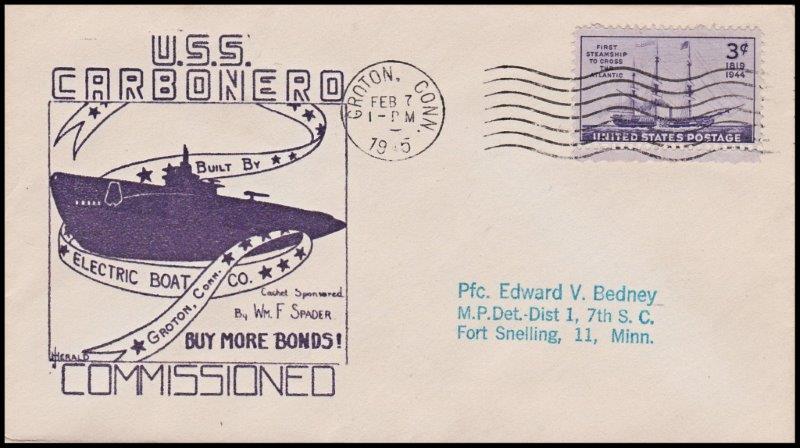 U.S.S.
CARBONERO
BUILT BY
ELECTRIC BOAT CO.
GROTON, CONN.
Cachet Sponsored
By WM. F SPADER
BUY MORE BONDS!
HERALD
COMMISSIONED
GROTON, CONN.
FEB 7
1-PM
1945
FIRST
STEAMSHIP
TO CROSS
THE
ATLANTIC
3¢
1819
1944
UNITED STATES POSTAGE
Pfc. Edward V. Bedney
M.P.Det.-Dist 1, 7th S. C.
Fort Snelling, 11, Minn.